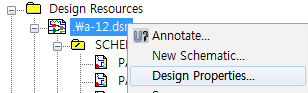 Design Resources
.₩a-12.dsn
SCHE
PA
PA
Annotate...
New Schematic...
Design Properties...